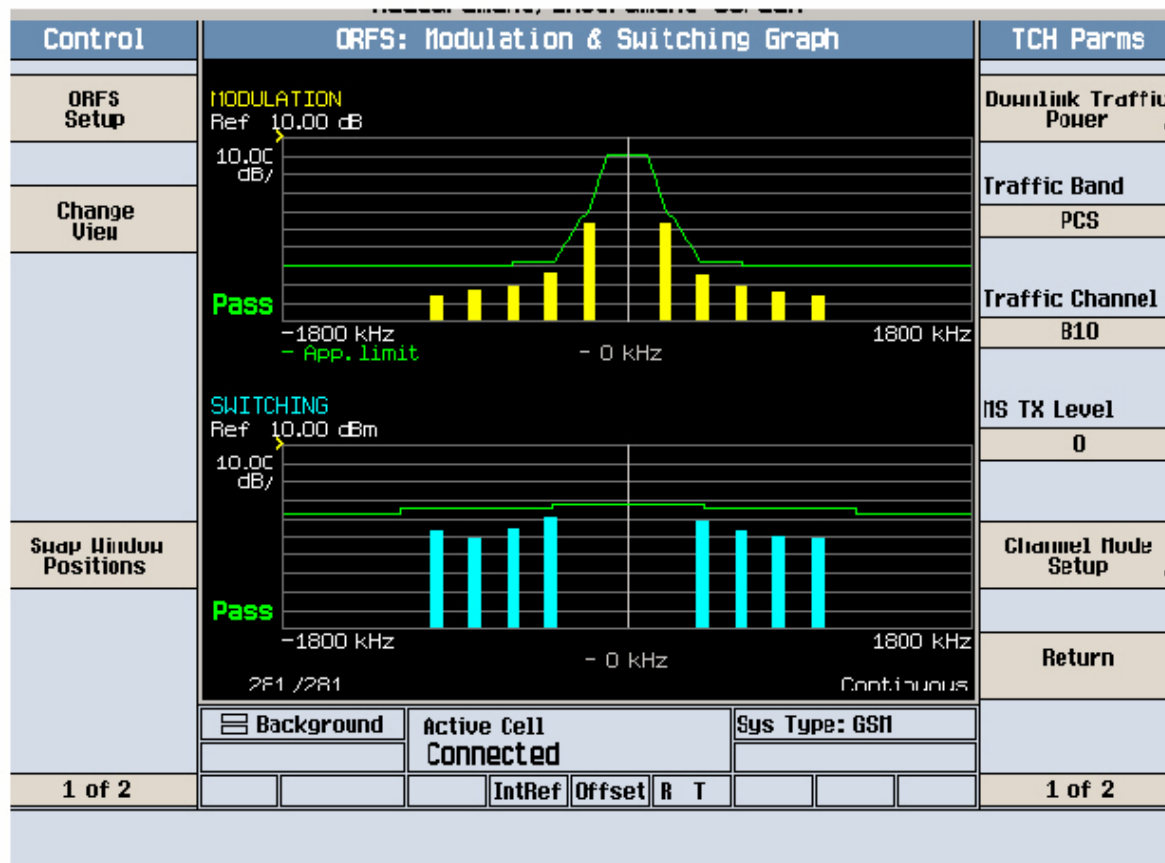 Control
ORFS: Modulation & Switching Graph
TCH Parms
ORFS
Setup
Change
View
Swap Window
Positions
1 of 2
MODULATION
Ref 10.00 dB
10.00
dB/
Pass
-1800 kHz
1800 kHz
- App.limit
- 0 kHz
SWITCHING
Ref 10.00 dBm
10.00
dB/
Pass
-1800 kHz
1800 kHz
- 0 kHz
281/281
Continuous
Background
Active Cell
Connected
Sys Type: GSM
IntRef
Offset
R T
Downlink Traffic
Power
Traffic Band
PCS
Traffic Channel
810
MS TX Level
0
Channel Mode
Setup
Return
1 of 2